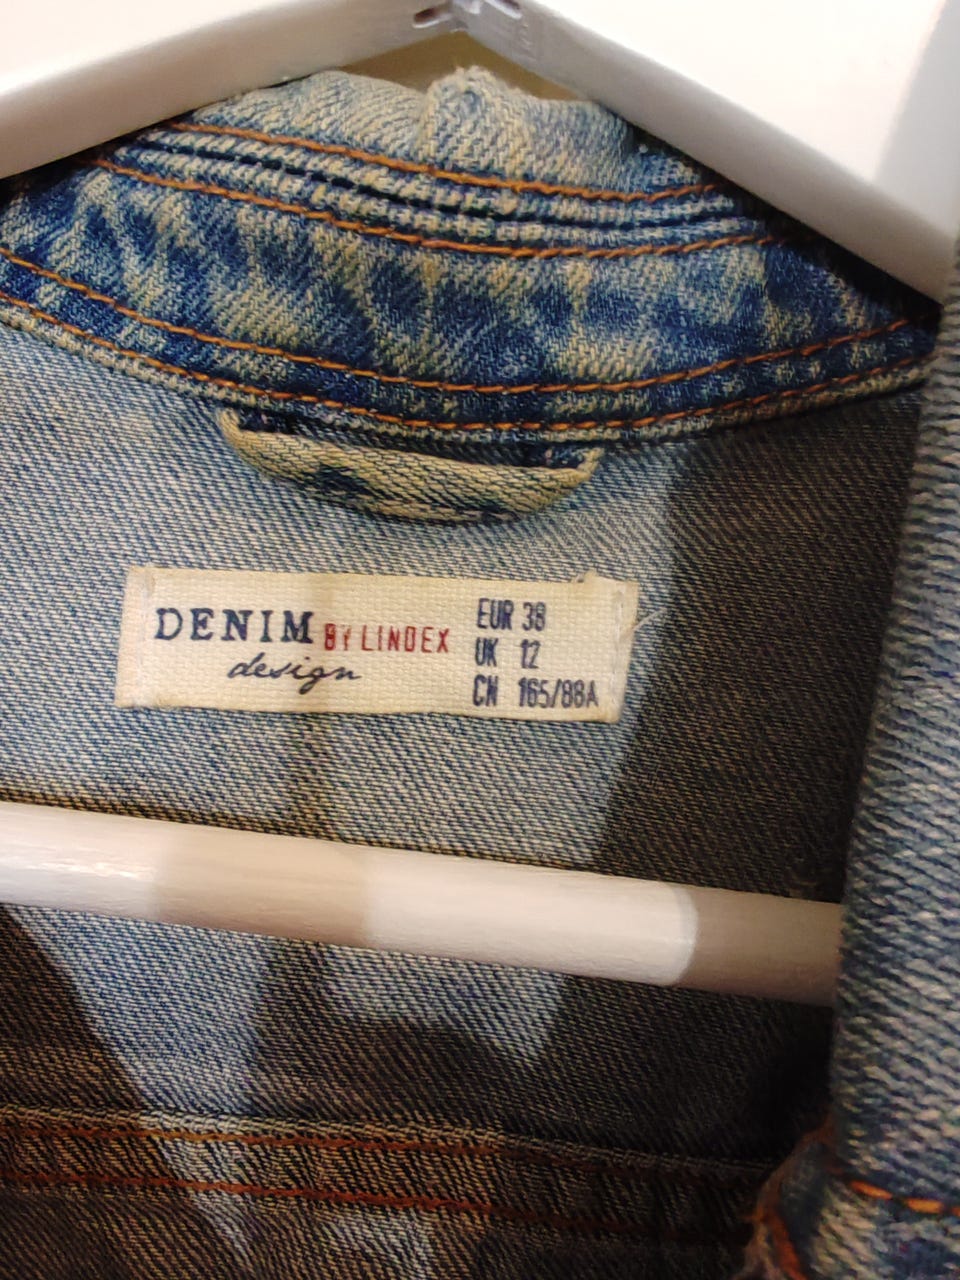 DENIM BY LINDEX
design
EUR 38
UK 12
CN 165/88A